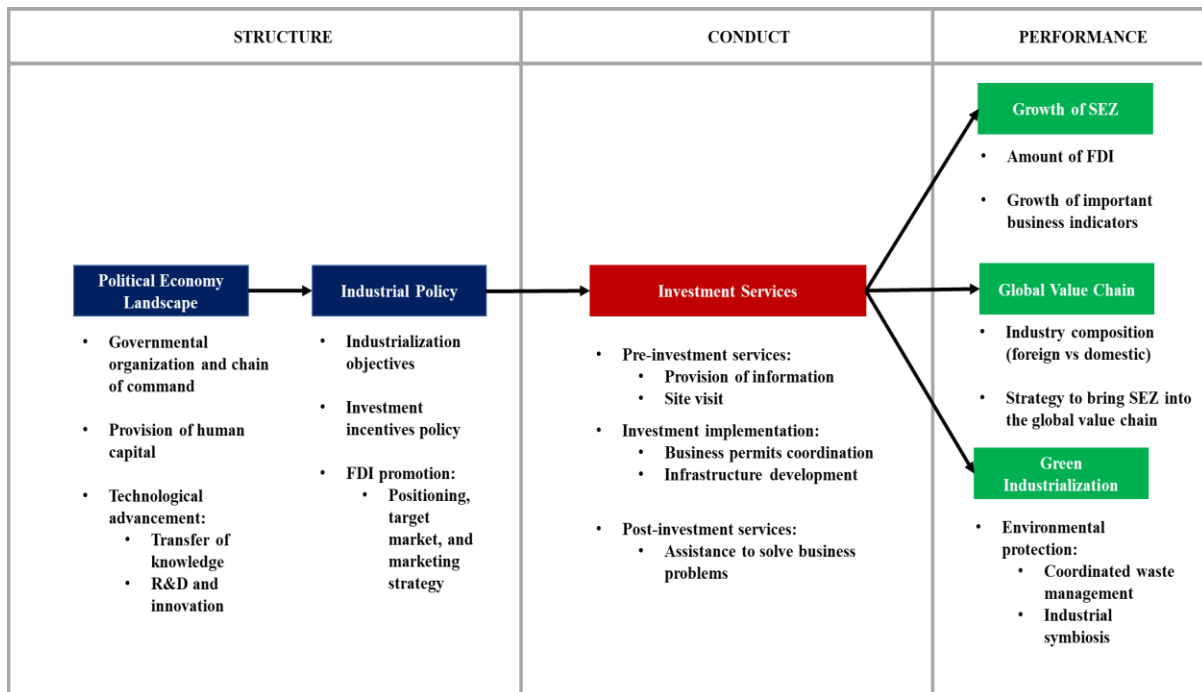 STRUCTURE
CONDUCT
PERFORMANCE
Political Economy
Landscape
• Governmental
organization and chain
of command
• Provision of human
capital
• Technological
advancement:
• Transfer of
knowledge
• R&D and
innovation
Industrial Policy
• Industrialization
objectives
• Investment
incentives policy
• FDI promotion:
• Positioning,
target
market, and
marketing
strategy
Investment Services
• Pre-investment services:
• Provision of information
• Site visit
• Investment implementation:
• Business permits coordination
• Infrastructure development
• Post-investment services:
• Assistance to solve business
problems
Growth of SEZ
• Amount of FDI
• Growth of important
business indicators
Global Value Chain
• Industry composition
(foreign vs domestic)
• Strategy to bring SEZ into
the global value chain
Green
Industrialization
• Environmental
protection:
• Coordinated waste
management
• Industrial
symbiosis